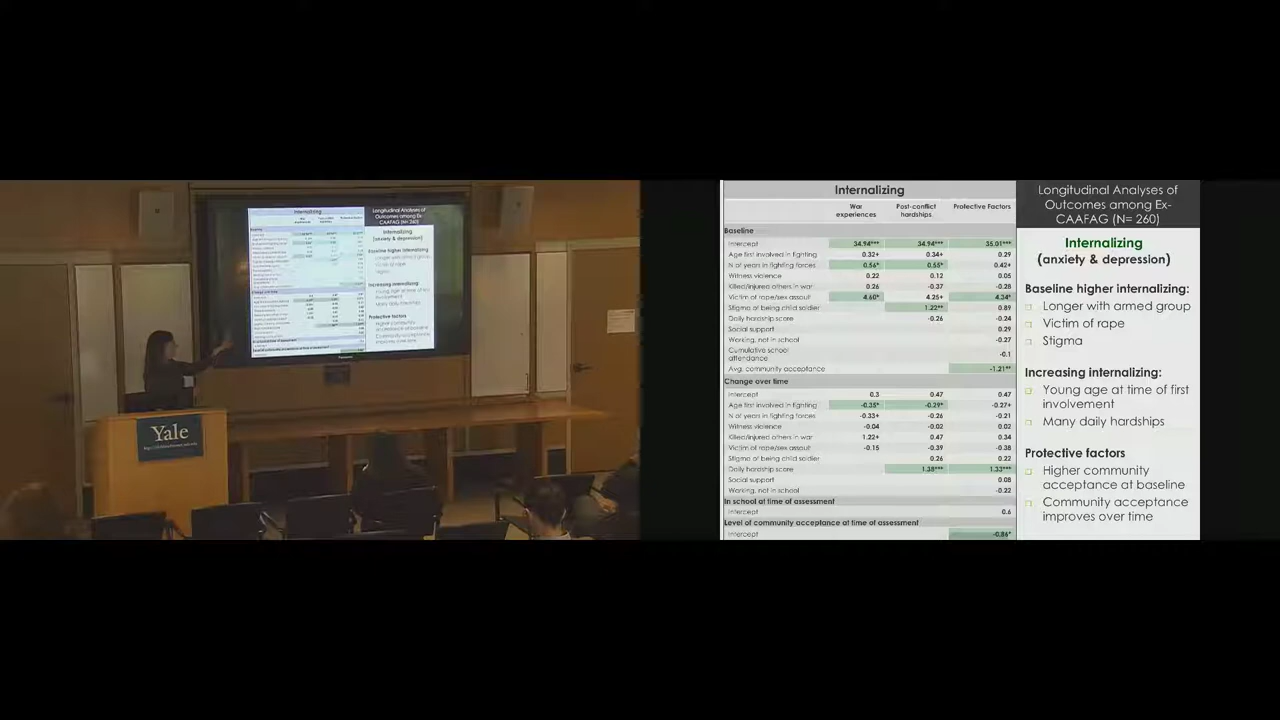 Yale
Internalizing
War experiences Post-conflict hardships Protective Factors
Baseline
Intercept 34.94*** 34.94*** 35.01***
Age first involved in fighting 0.32+ 0.34+ 0.29
N of years in fighting forces 0.56* 0.55* 0.42+
Witness violence 0.22 0.12 0.05
Killed/injured others in war 0.26 -0.37 -0.28
Victim of rape/sex assault 4.60* 4.25+ 4.34*
Stigma of being child soldier 1.22** 0.89
Daily hardship score -0.26 -0.24
Social support 0.29
Working, not in school -0.27
Cumulative school attendance -0.1
Avg. community acceptance -1.21**
Change over time
Intercept 0.3 0.47 0.47
Age first involved in fighting -0.35* -0.29* -0.27+
N of years in fighting forces -0.33+ -0.26 -0.21
Witness violence -0.04 -0.02 0.02
Killed/injured others in war 1.22+ 0.47 0.34
Victim of rape/sex assault -0.15 -0.39 -0.38
Stigma of being child soldier 0.26 0.22
Daily hardship score 1.38*** 1.33***
Social support 0.08
Working, not in school -0.22
In school at time of assessment
Intercept 0.6
Level of community acceptance at time of assessment
Intercept -0.86*
Longitudinal Analyses of
Outcomes among Ex-
CAAFAG (N= 260)
Internalizing
(anxiety & depression)
Baseline higher internalizing:
Longer with armed group
Victim of rape
Stigma
Increasing internalizing:
Young age at time of first
involvement
Many daily hardships
Protective factors
Higher community
acceptance at baseline
Community acceptance
improves over time